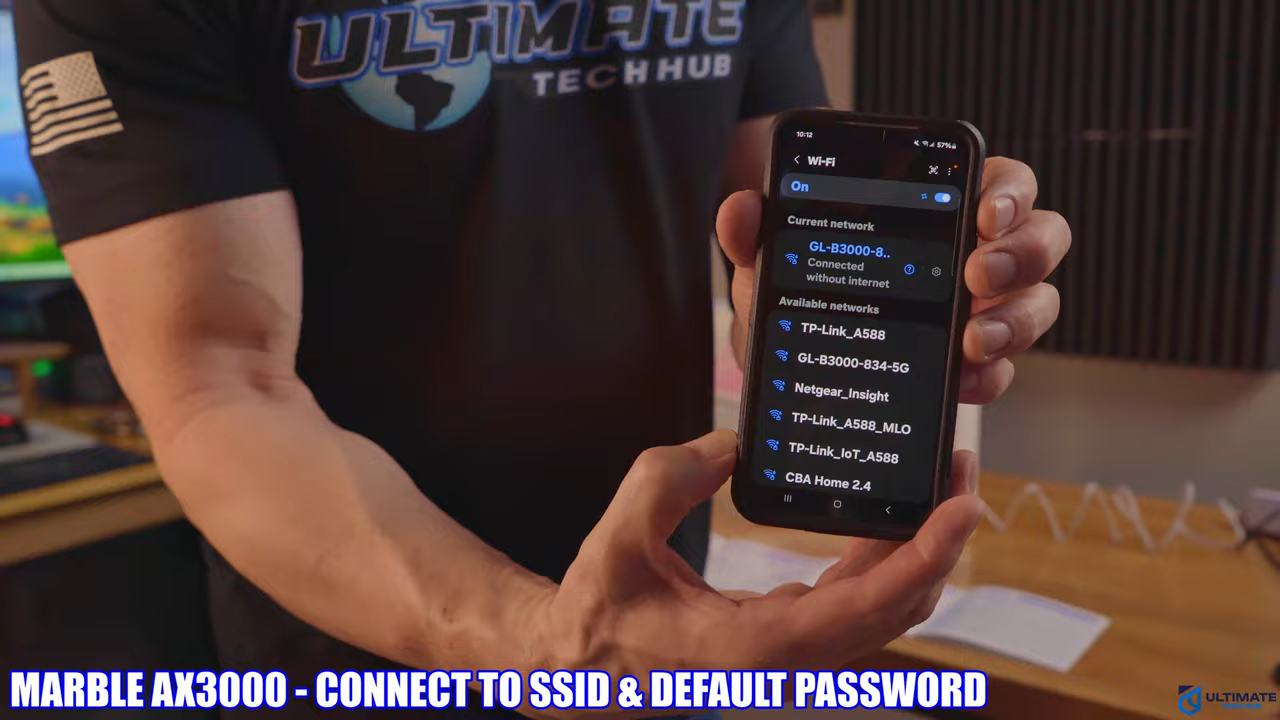 ULTIMATE
TECH HUB
10:12
57%
Wi-Fi
On
Current network
GL-B3000-8..
Connected
without internet
Available networks
TP-Link_A588
GL-B3000-834-5G
Netgear_Insight
TP-Link_A588_MLO
TP-Link_IoT_A588
CBA Home 2.4
MARBLE AX3000 - CONNECT TO SSID & DEFAULT PASSWORD
ULTIMATE